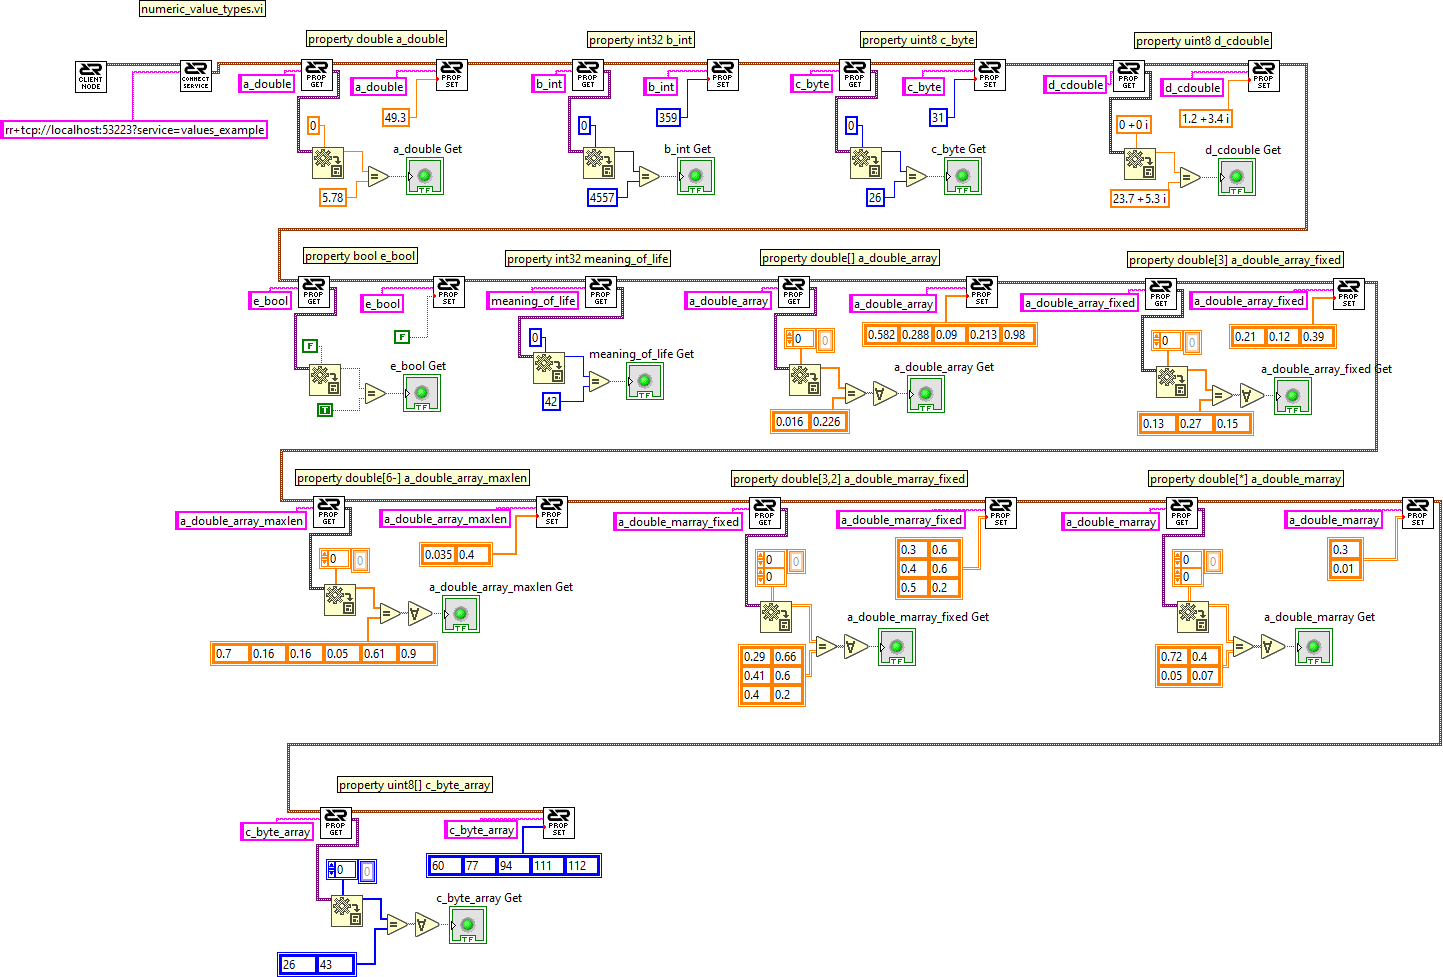 numeric_value_types.vi
property double a_double
property int32 b_int
property uint8 c_byte
property uint8 d_cdouble
CLIENT NODE
CONNECT SERVICE
rr+tcp://localhost:53223?service=values_example
a_double
PROP GET
a_double
PROP SET
49.3
0
5.78
a_double Get
TF
b_int
PROP GET
b_int
PROP SET
359
0
4557
b_int Get
TF
c_byte
PROP GET
c_byte
PROP SET
31
0
26
c_byte Get
TF
d_cdouble
PROP GET
d_cdouble
PROP SET
1.2 +3.4 i
0 +0 i
23.7 +5.3 i
d_cdouble Get
TF
property bool e_bool
e_bool
PROP GET
e_bool
PROP SET
F
F
T
e_bool Get
TF
property int32 meaning_of_life
meaning_of_life
PROP GET
0
42
meaning_of_life Get
TF
property double[] a_double_array
a_double_array
PROP GET
a_double_array
PROP SET
0.582 0.288 0.09 0.213 0.98
0 0
0.016 0.226
a_double_array Get
TF
property double[3] a_double_array_fixed
a_double_array_fixed
PROP GET
a_double_array_fixed
PROP SET
0.21 0.12 0.39
0 0
0.13 0.27 0.15
a_double_array_fixed Get
TF
property double[6-] a_double_array_maxlen
a_double_array_maxlen
PROP GET
a_double_array_maxlen
PROP SET
0.035 0.4
0 0
0.7 0.16 0.16 0.05 0.61 0.9
a_double_array_maxlen Get
TF
property double[3,2] a_double_marray_fixed
a_double_marray_fixed
PROP GET
a_double_marray_fixed
PROP SET
0.3 0.6
0.4 0.6
0.5 0.2
0 0
0
0.29 0.66
0.41 0.6
0.4 0.2
a_double_marray_fixed Get
TF
property double[*] a_double_marray
a_double_marray
PROP GET
a_double_marray
PROP SET
0.3
0.01
0 0
0
0.72 0.4
0.05 0.07
a_double_marray Get
TF
property uint8[] c_byte_array
c_byte_array
PROP GET
c_byte_array
PROP SET
60 77 94 111 112
0 0
26 43
c_byte_array Get
TF